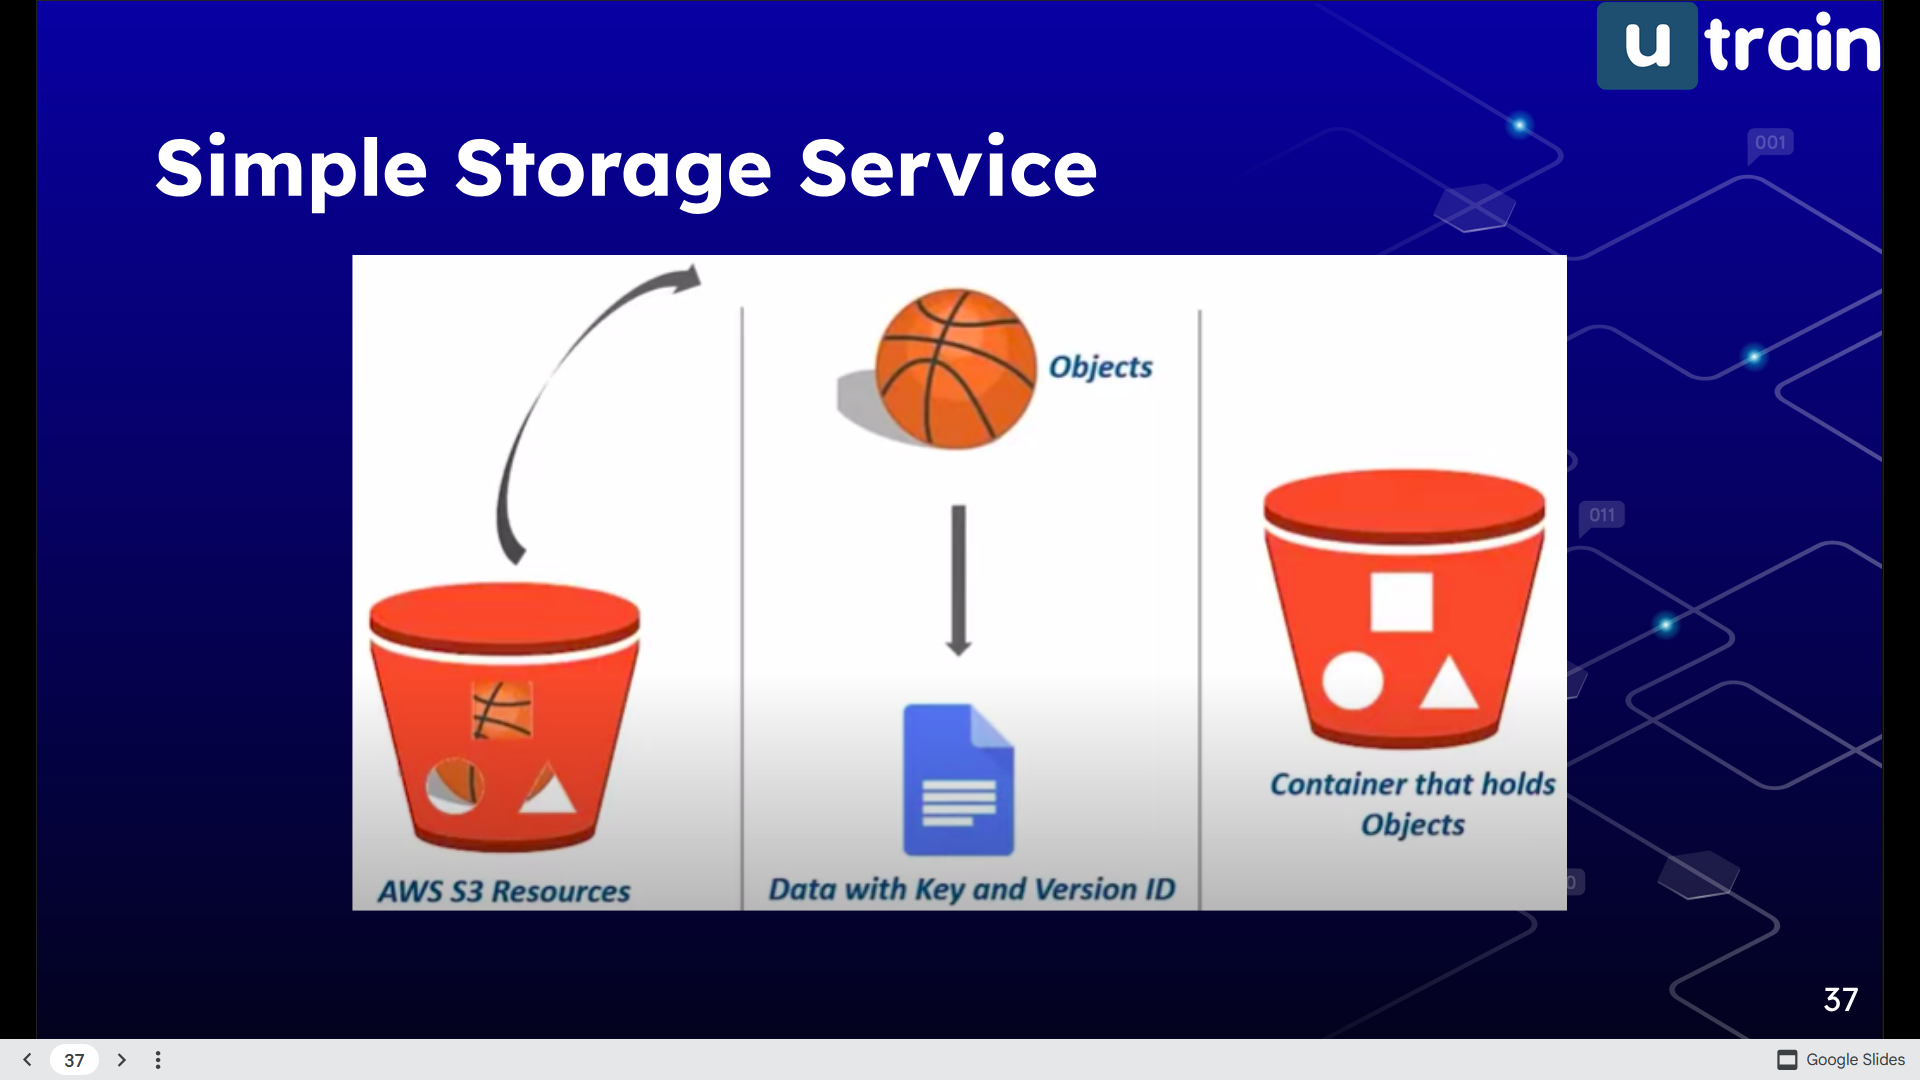 u train
001
Simple Storage Service
Objects
011
Container that holds
Objects
AWS S3 Resources
Data with Key and Version ID
0
37
37
Google Slides